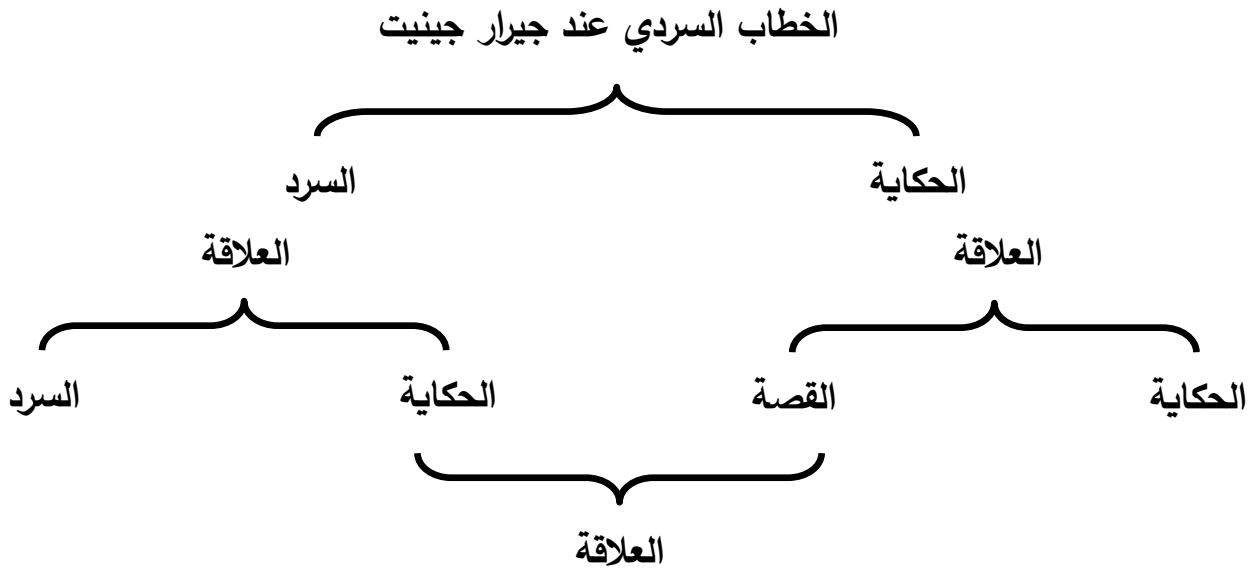 الخطاب السردي عند جيرار جينيت
الحكاية السرد
العلاقة العلاقة
الحكاية القصة الحكاية السرد
العلاقة